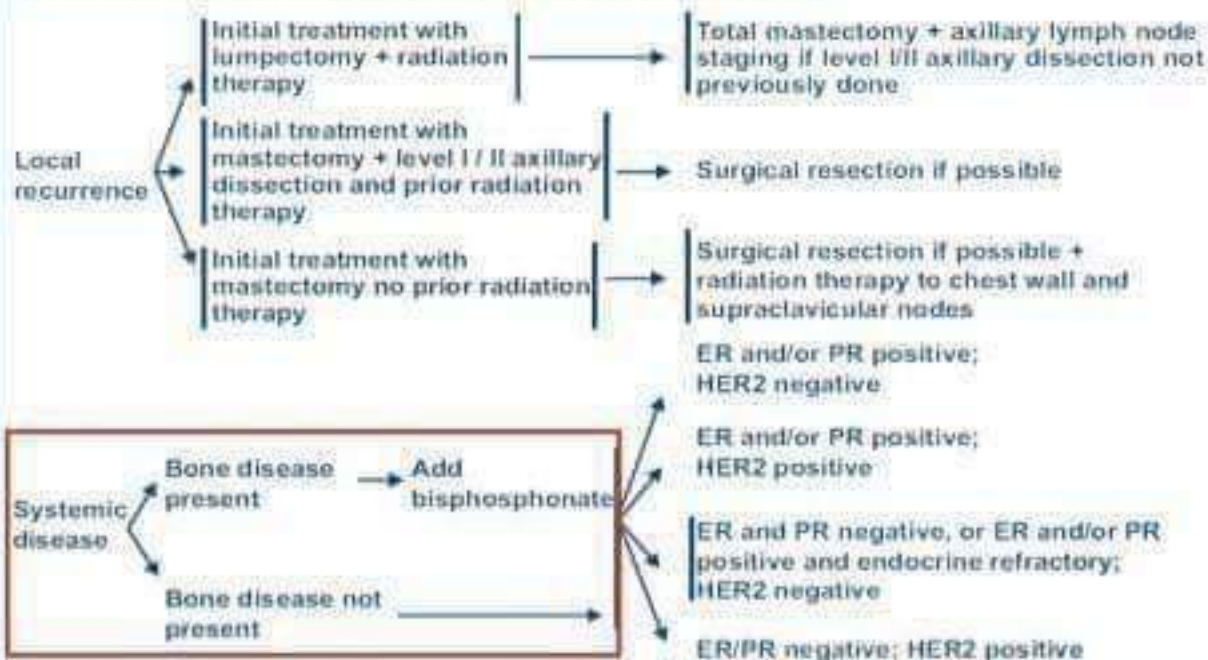 Initial treatment with
lumpectomy + radiation
therapy
Total mastectomy + axillary lymph node
staging if level I/II axillary dissection not
previously done
Local
recurrence
Initial treatment with
mastectomy + level I / II axillary
dissection and prior radiation
therapy
Surgical resection if possible
Initial treatment with
mastectomy no prior radiation
therapy
Surgical resection if possible +
radiation therapy to chest wall and
supraclavicular nodes
Systemic
disease
Bone disease
present
Add
bisphosphonate
Bone disease not
present
ER and/or PR positive;
HER2 negative
ER and/or PR positive;
HER2 positive
ER and PR negative, or ER and/or PR
positive and endocrine refractory;
HER2 negative
ER/PR negative; HER2 positive